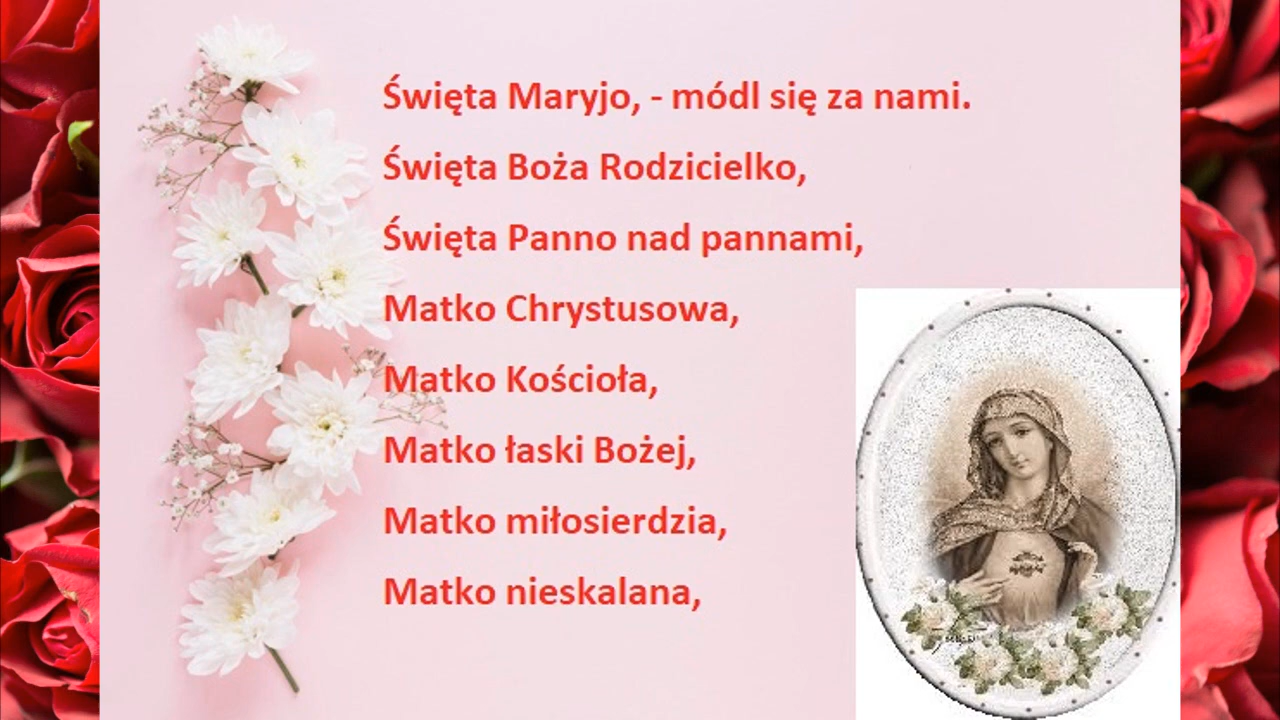 Święta Maryjo, - módl się za nami.
Święta Boża Rodzicielko,
Święta Panno nad pannami,
Matko Chrystusowa,
Matko Kościoła,
Matko łaski Bożej,
Matko miłosierdzia,
Matko nieskalana,